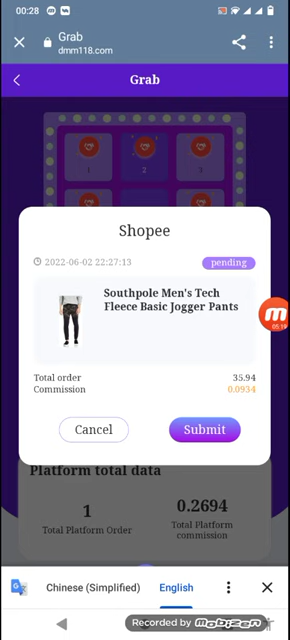 00:28
Grab
dmm118.com
Grab
1
2
3
Shopee
2022-06-02 22:27:13
pending
Southpole Men's Tech
Fleece Basic Jogger Pants
Total order
35.94
Commission
0.0934
Cancel
Submit
05:19
Platform total data
1
0.2694
Total Platform Order
Total Platform
commission
Chinese (Simplified)
English
Recorded by Mobizen